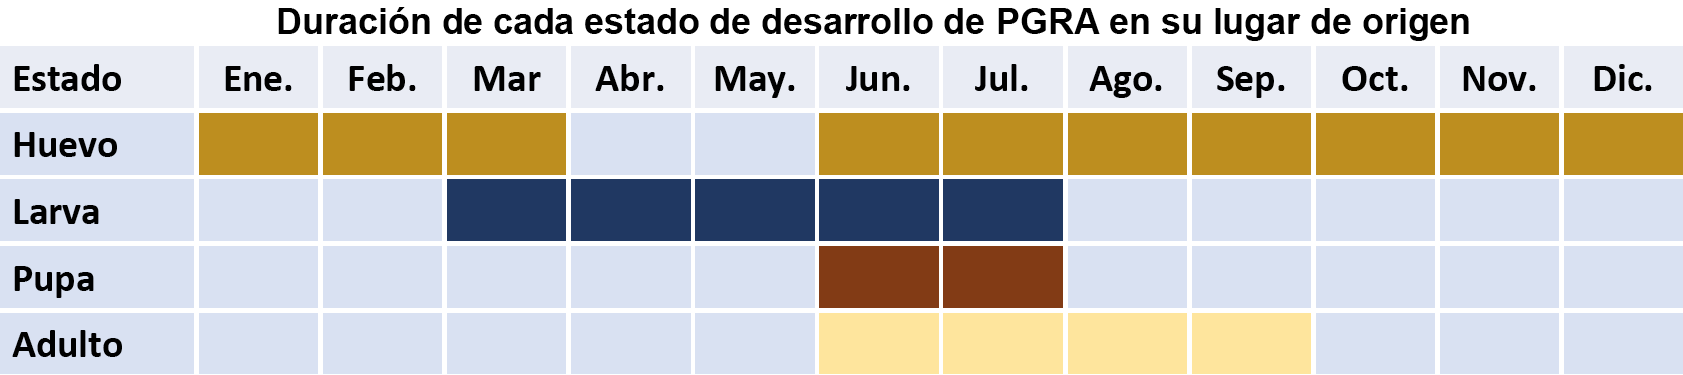 Duración de cada estado de desarrollo de PGRA en su lugar de origen
Estado Ene. Feb. Mar Abr. May. Jun. Jul. Ago. Sep. Oct. Nov. Dic.
Huevo
Larva
Pupa
Adulto